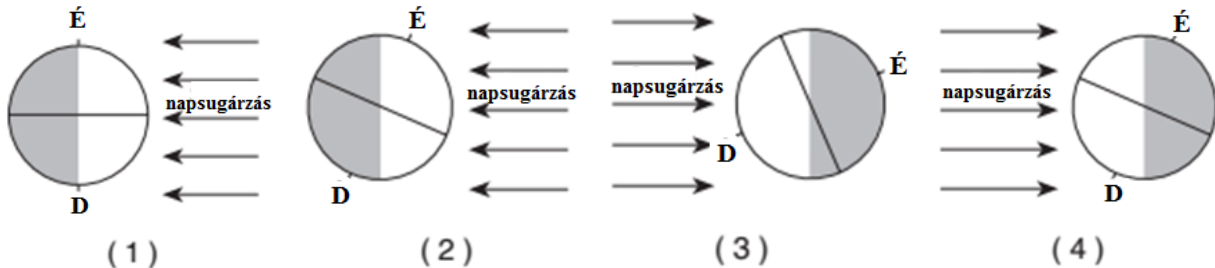 É
napsugárzás
D
(1)
É
napsugárzás
D
(2)
napsugárzás
É
D
(3)
É
napsugárzás
D
(4)